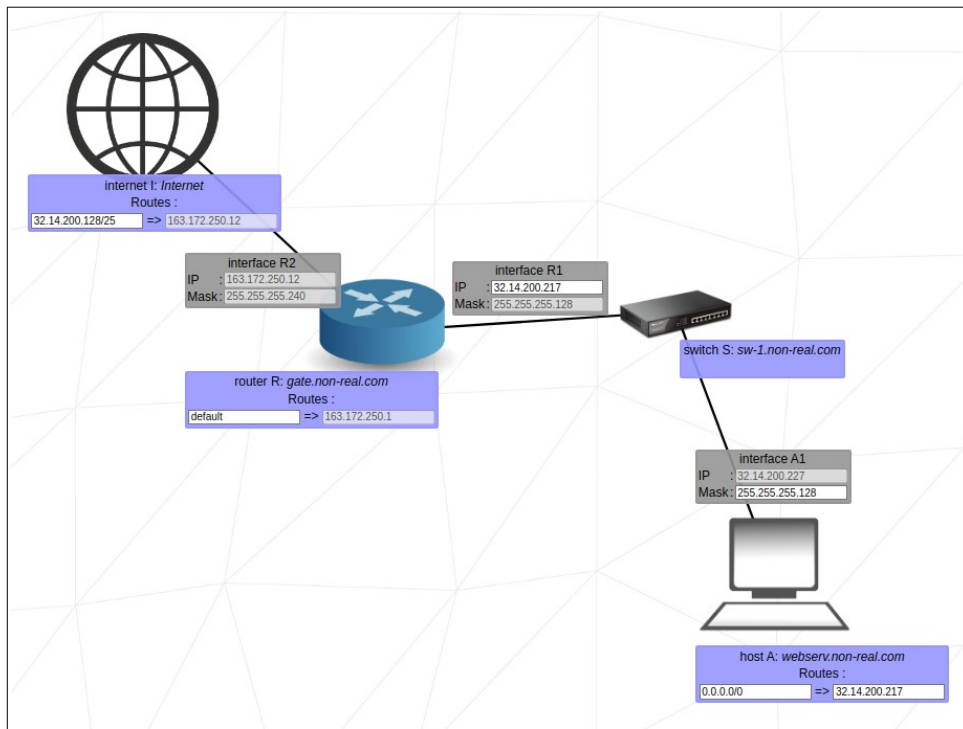 internet I: Internet
Routes :
32.14.200.128/25 => 163.172.250.12
interface R2
IP : 163.172.250.12
Mask : 255.255.255.240
interface R1
IP : 32.14.200.217
Mask : 255.255.255.128
switch S: sw-1.non-real.com
router R: gate.non-real.com
Routes :
default => 163.172.250.1
interface A1
IP : 32.14.200.227
Mask : 255.255.255.128
host A: webserv.non-real.com
Routes :
0.0.0.0/0 => 32.14.200.217